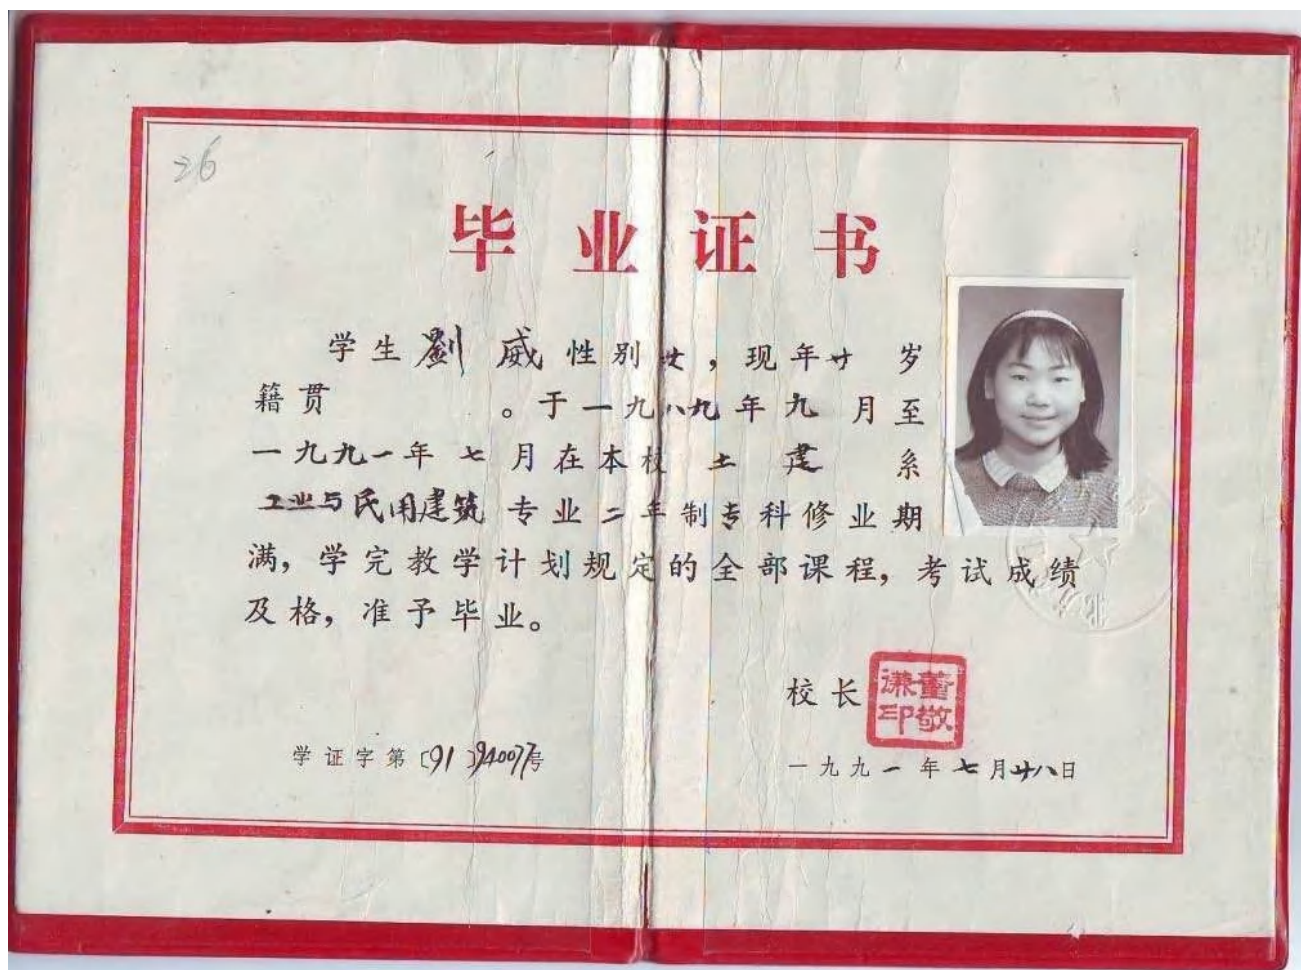 26
毕业证书
学生劉 威性别女，现年廿 岁
籍贯 。于一九八九年九 月至
一九九一年 七 月在本校 土 建 系
工业与民用建筑 专业二年制专科修业期
满，学完教学计划规定的全部课程，考试成绩
及格，准予毕业。
校长
董敬谦印
学证字第〔91〕94007号
一九九一年七月廿八日